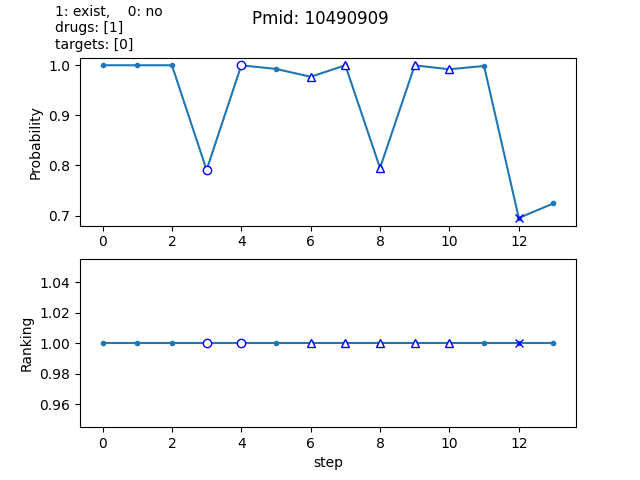 1: exist,    0: no
drugs: [1]
targets: [0]
Pmid: 10490909
1.0
0.9
0.8
0.7
Probability
0 2 4 6 8 10 12
1.04
1.02
1.00
0.98
0.96
Ranking
0 2 4 6 8 10 12
step